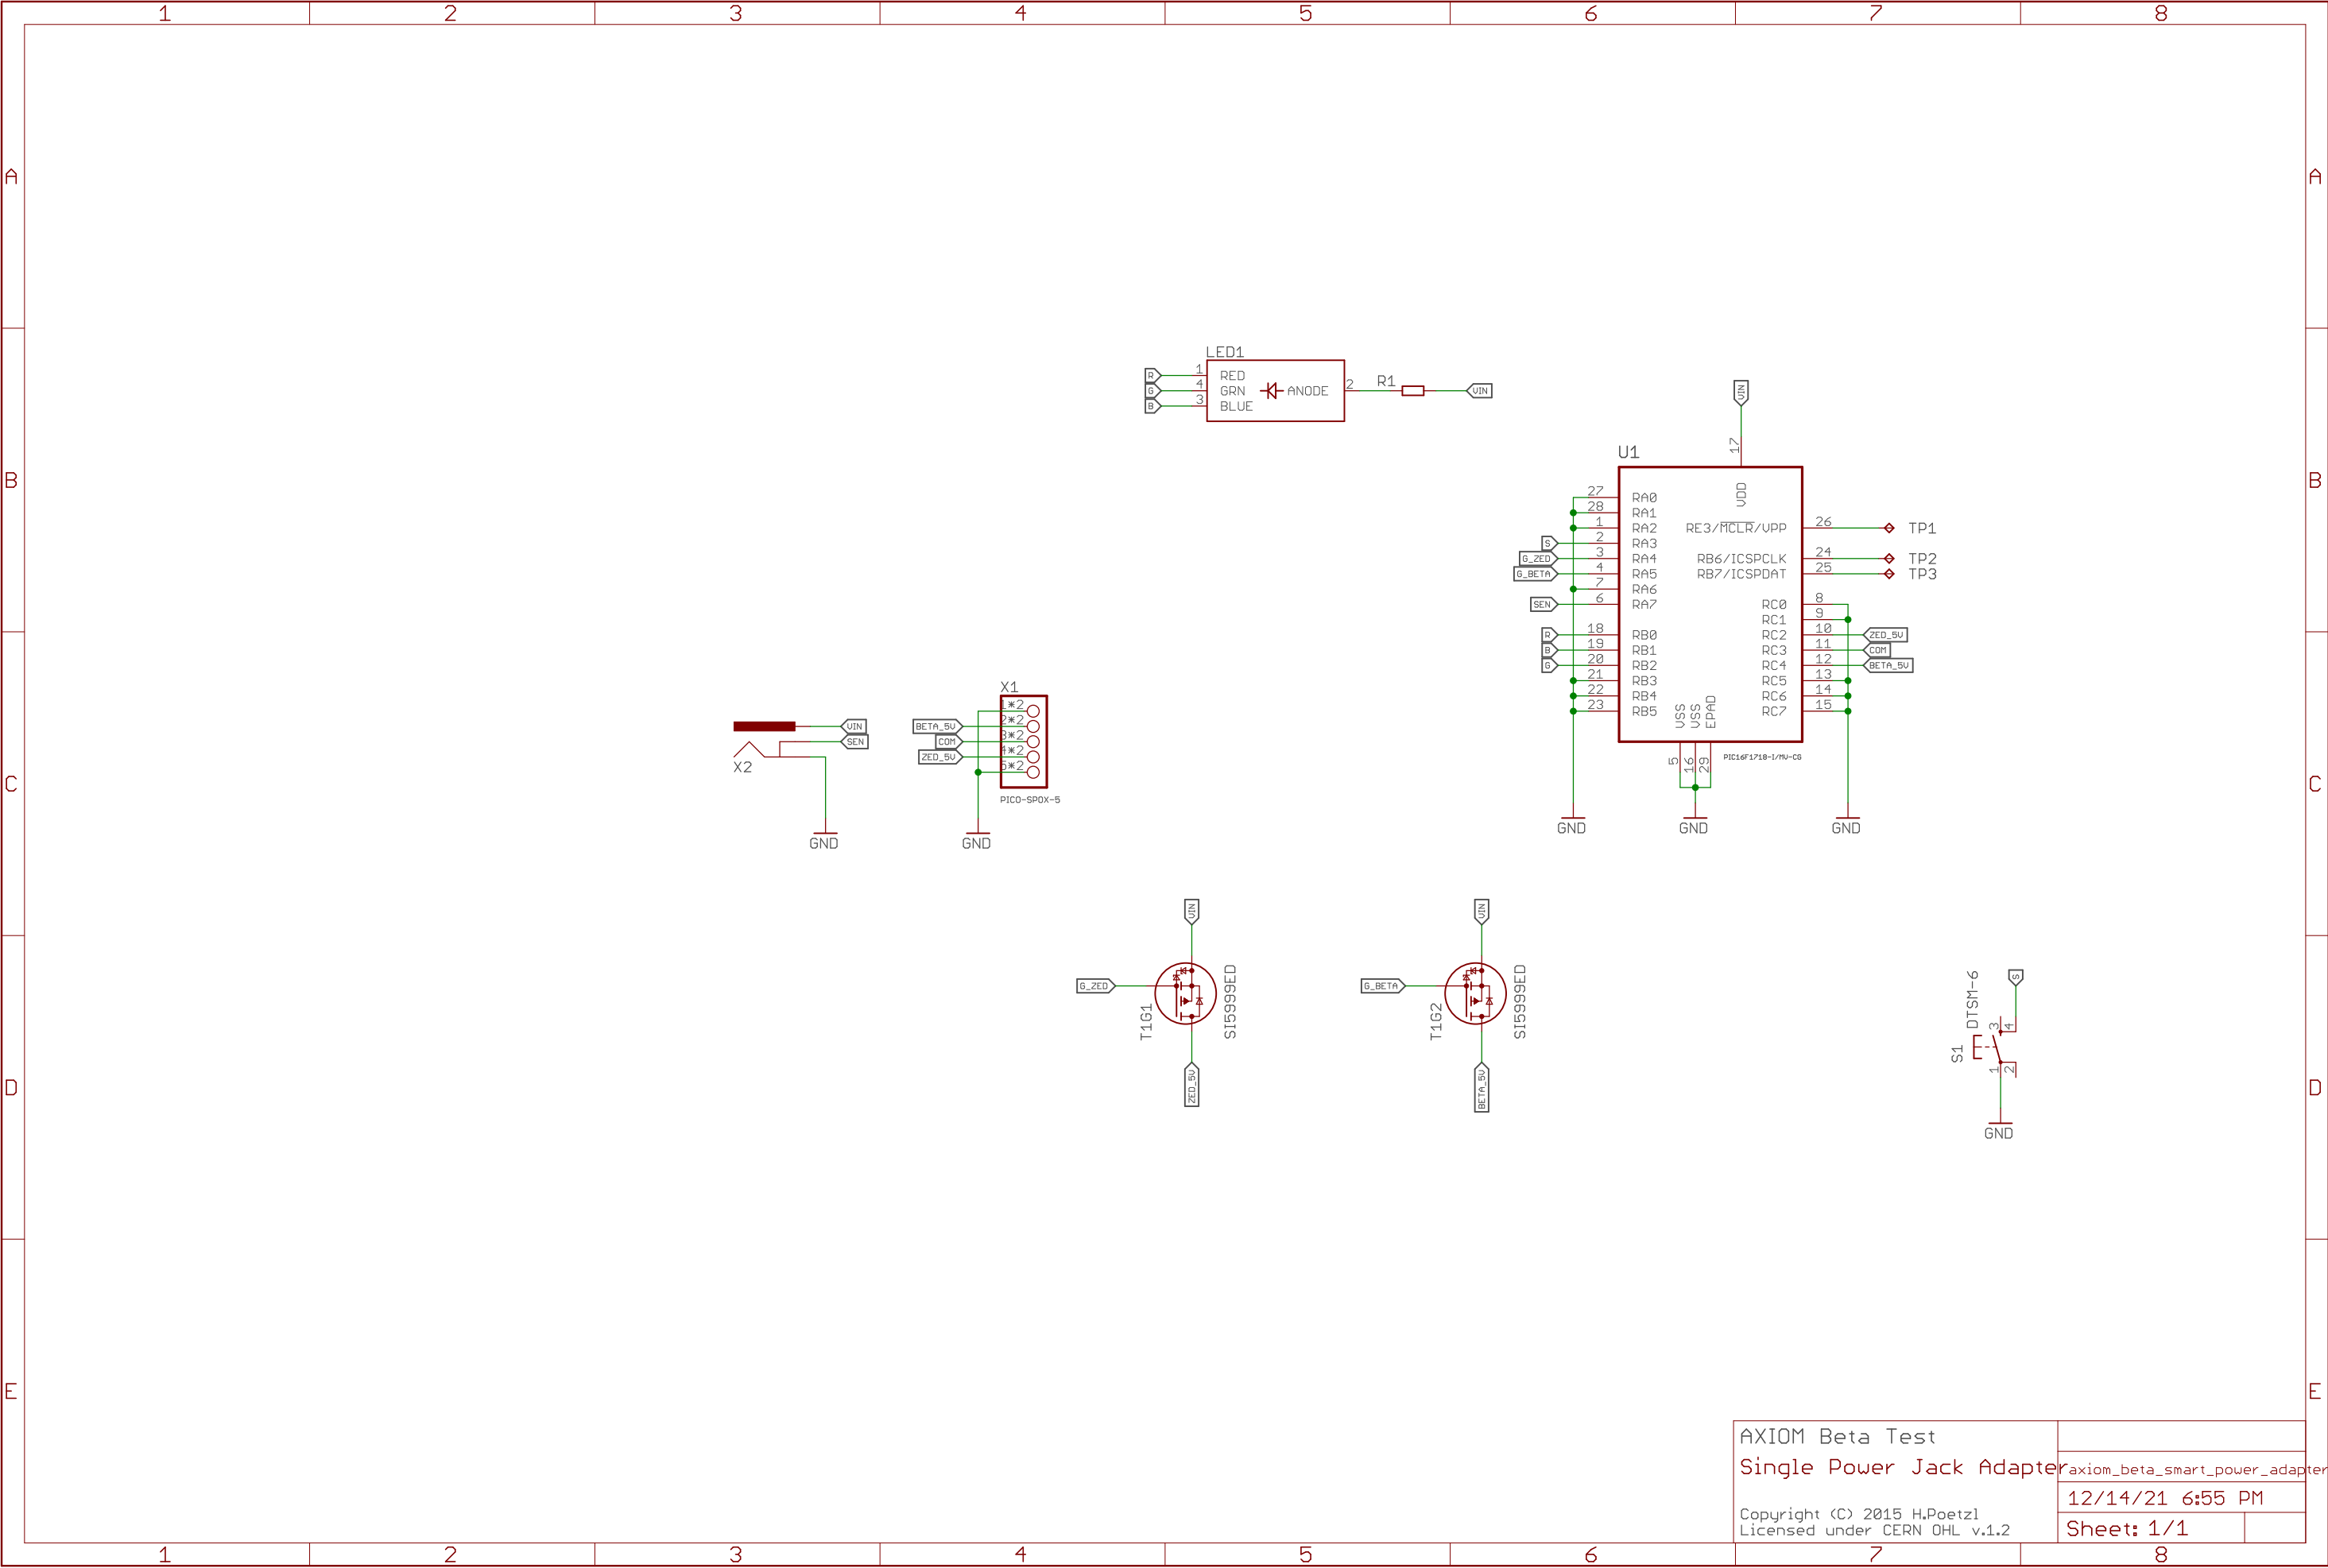 1 2 3 4 5 6 7 8
A A
B B
C C
D D
E E
LED1
R 1 RED
G 4 GRN ANODE 2 R1 VIN
B 3 BLUE
VIN
17
U1
VDD
27 RA0
28 RA1
1 RA2 RE3/MCLR/VPP 26 TP1
S 2 RA3
G_ZED 3 RA4 RB6/ICSPCLK 24 TP2
G_BETA 4 RA5 RB7/ICSPDAT 25 TP3
7 RA6
SEN 6 RA7 RC0 8
RC1 9
R 18 RB0 RC2 10 ZED_5V
B 19 RB1 RC3 11 COM
G 20 RB2 RC4 12 BETA_5V
21 RB3 RC5 13
22 RB4 RC6 14
23 RB5 RC7 15
VSS VSS EPAD
5 16 29
PIC16F1718-I/MV-CG
GND GND GND
VIN
SEN
X2
GND
X1
1*2
BETA_5V 2*2
COM 3*2
ZED_5V 4*2
5*2
PICO-SPOX-5
GND
VIN
G_ZED
T1G1
SI5999ED
ZED_5V
VIN
G_BETA
T1G2
SI5999ED
BETA_5V
S
DTSM-6
3 4
S1
1 2
GND
AXIOM Beta Test
Single Power Jack Adapter
axiom_beta_smart_power_adapter
12/14/21 6:55 PM
Copyright (C) 2015 H.Poetzl
Licensed under CERN OHL v.1.2
Sheet: 1/1
1 2 3 4 5 6 7 8